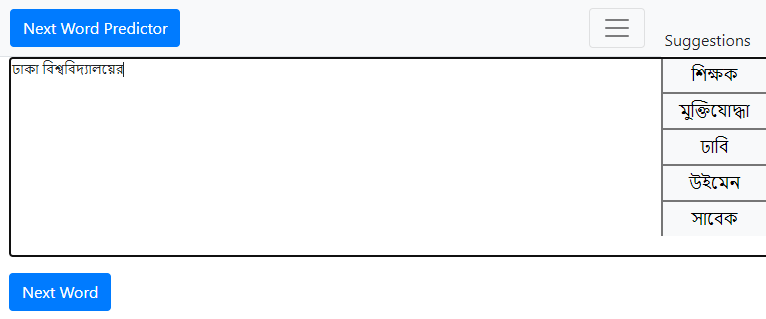 Next Word Predictor
Suggestions
ঢাকা বিশ্ববিদ্যালয়ের
শিক্ষক
মুক্তিযোদ্ধা
ঢাবি
উইমেন
সাবেক
Next Word